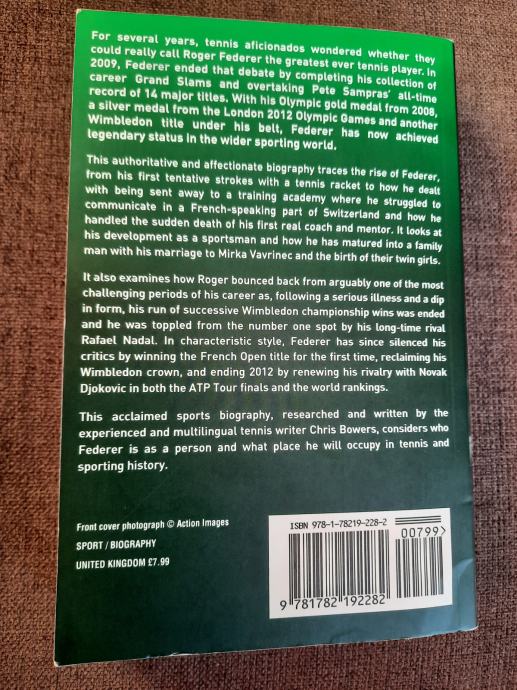 For several years, tennis aficionados wondered whether they
could really call Roger Federer the greatest ever tennis player. In
2009, Federer ended that debate by completing his collection of
career Grand Slams and overtaking Pete Sampras' all-time
record of 14 major titles. With his Olympic gold medal from 2008,
a silver medal from the London 2012 Olympic Games and another
Wimbledon title under his belt, Federer has now achieved
legendary status in the wider sporting world.
This authoritative and affectionate biography traces the rise of Federer,
from his first tentative strokes with a tennis racket to how he dealt
with being sent away to a training academy where he struggled to
communicate in a French-speaking part of Switzerland and how he
handled the sudden death of his first real coach and mentor. It looks at
his development as a sportsman and how he has matured into a family
man with his marriage to Mirka Vavrinec and the birth of their twin girls.
It also examines how Roger bounced back from arguably one of the most
challenging periods of his career as, following a serious illness and a dip
in form, his run of successive Wimbledon championship wins was ended
and he was toppled from the number one spot by his long-time rival
Rafael Nadal. In characteristic style, Federer has since silenced his
critics by winning the French Open title for the first time, reclaiming his
Wimbledon crown, and ending 2012 by renewing his rivalry with Novak
Djokovic in both the ATP Tour finals and the world rankings.
This acclaimed sports biography, researched and written by the
experienced and multilingual tennis writer Chris Bowers, considers who
Federer is as a person and what place he will occupy in tennis and
sporting history.
Front cover photograph © Action Images
SPORT / BIOGRAPHY
UNITED KINGDOM £7.99
ISBN 978-1-78219-228-2
00799>
9 781782 192282